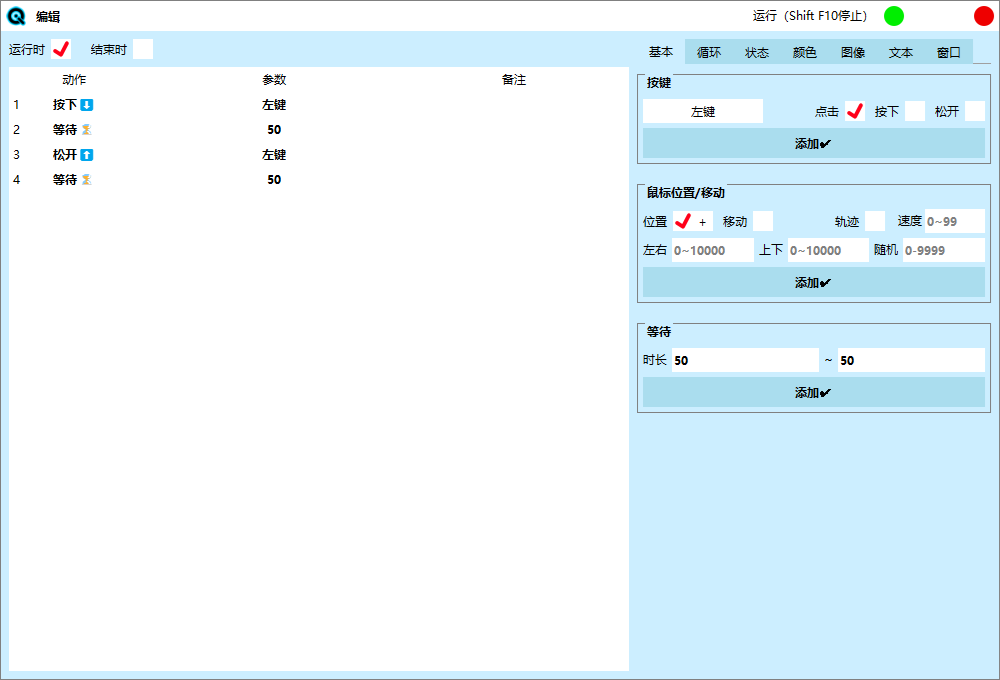 编辑
运行（Shift F10停止）
运行时 结束时
动作 参数 备注
1 按下 左键
2 等待 50
3 松开 左键
4 等待 50
基本 循环 状态 颜色 图像 文本 窗口
按键
左键 点击 按下 松开
添加✔
鼠标位置/移动
位置 + 移动 轨迹 速度 0~99
左右 0~10000 上下 0~10000 随机 0-9999
添加✔
等待
时长 50 ~ 50
添加✔